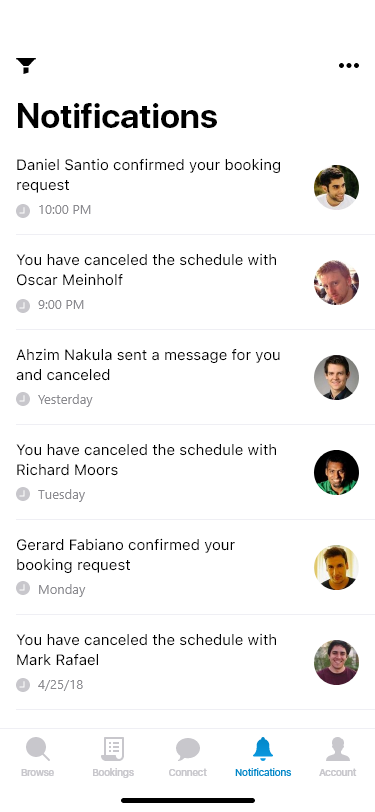 Notifications
Daniel Santio confirmed your booking
request
10:00 PM
You have canceled the schedule with
Oscar Meinholf
9:00 PM
Ahzim Nakula sent a message for you
and canceled
Yesterday
You have canceled the schedule with
Richard Moors
Tuesday
Gerard Fabiano confirmed your
booking request
Monday
You have canceled the schedule with
Mark Rafael
4/25/18
Browse Bookings Connect Notifications Account